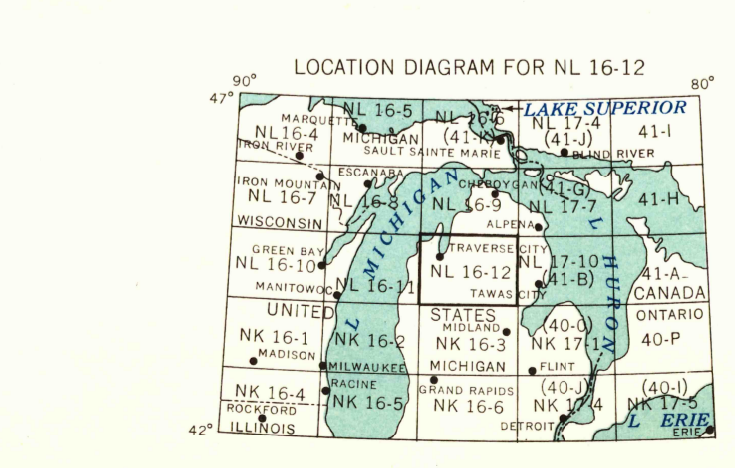 LOCATION DIAGRAM FOR NL 16-12
90° 80°
47°
LAKE SUPERIOR
NL 16-5 NL 16-6 NL 17-4
MARQUETTE
NL 16-4 MICHIGAN (41-K) (41-J) 41-I
IRON RIVER SAULT SAINTE MARIE BLIND RIVER
ESCANABA
IRON MOUNTAIN CHEBOYGAN (41-G)
NL 16-7 NL 16-8 NL 16-9 NL 17-7 41-H
WISCONSIN ALPENA
L MICHIGAN
L HURON
GREEN BAY TRAVERSE CITY
NL 16-10 NL 16-11 NL 16-12 NL 17-10
(41-B) 41-A
MANITOWOC TAWAS CITY CANADA
UNITED STATES ONTARIO
MIDLAND (40-O)
NK 16-1 NK 16-2 NK 16-3 NK 17-1 40-P
MADISON
MILWAUKEE MICHIGAN FLINT
RACINE GRAND RAPIDS (40-J) (40-I)
NK 16-4 NK 16-5 NK 16-6 NK 17-4 NK 17-5
ROCKFORD DETROIT L ERIE
42° ILLINOIS ERIE